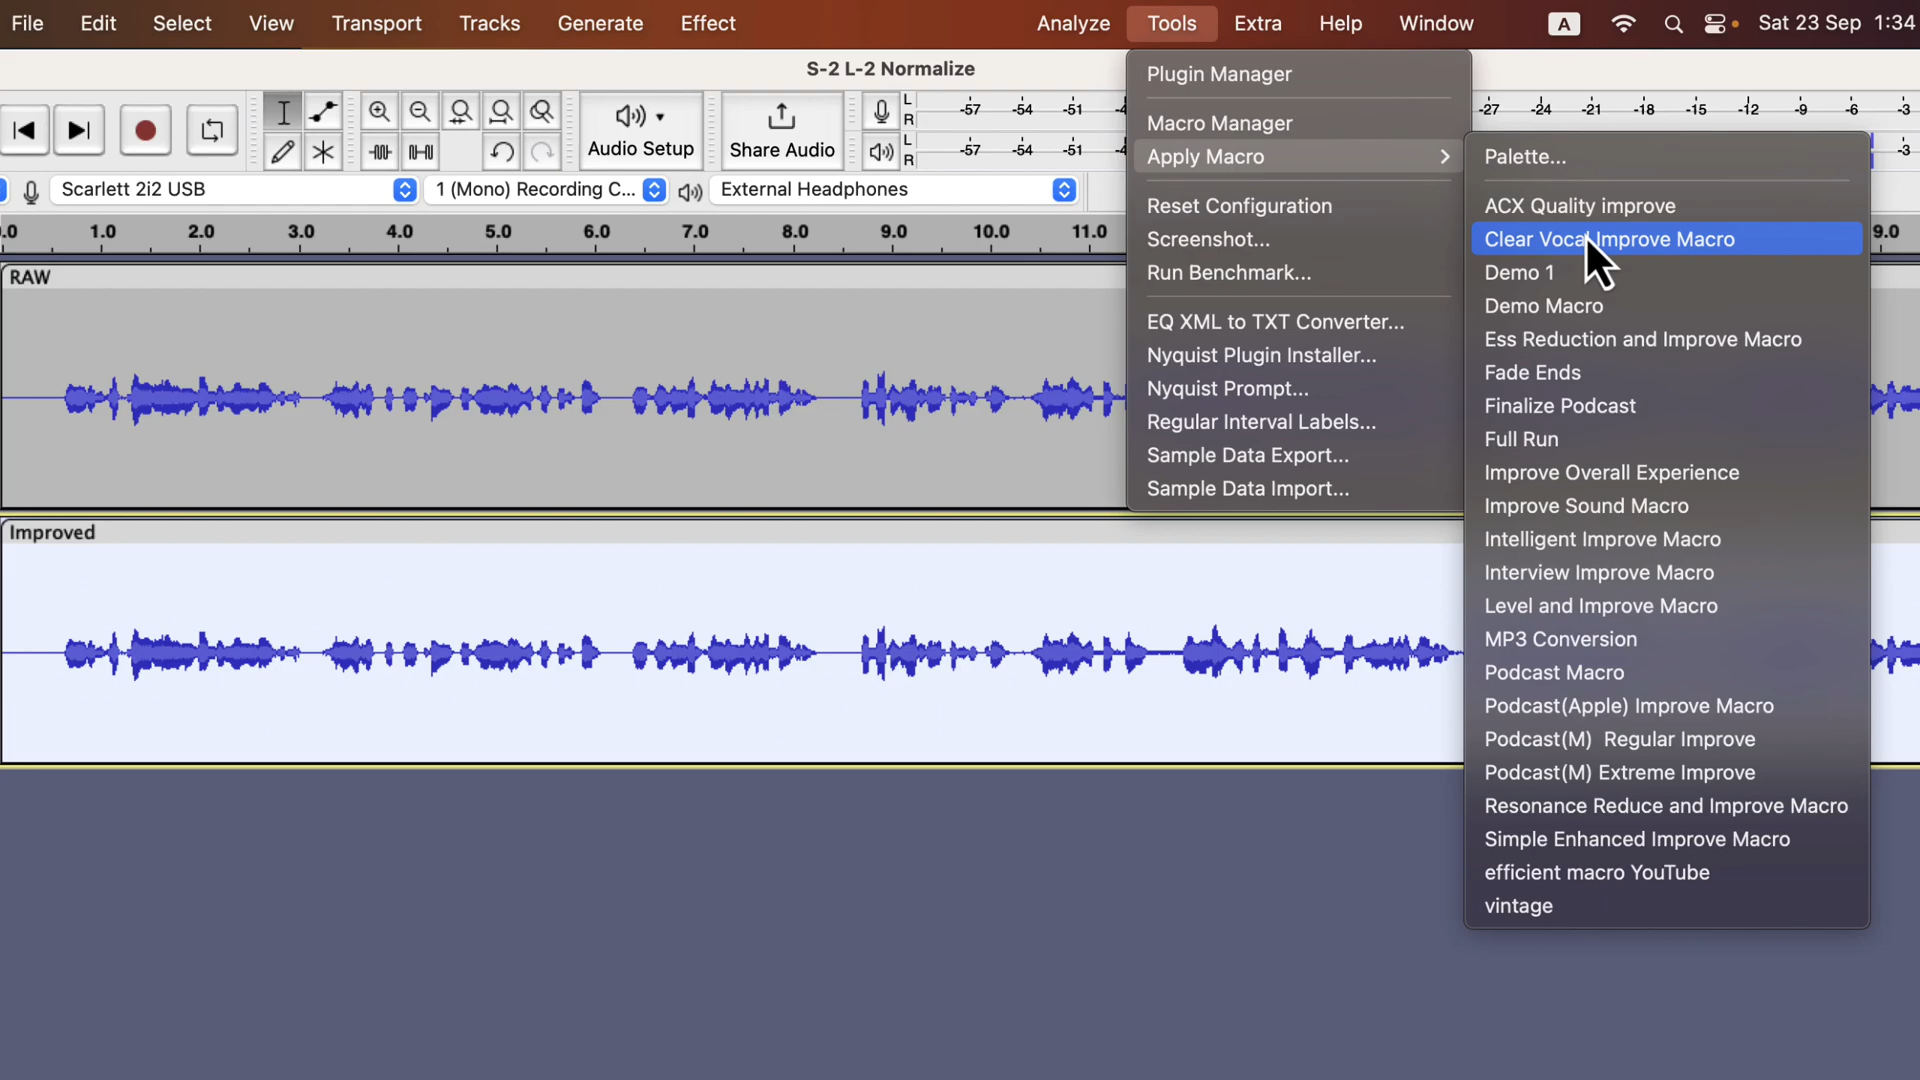 File Edit Select View Transport Tracks Generate Effect Analyze Tools Extra Help Window A Sat 23 Sep 1:34
S-2 L-2 Normalize
Audio Setup
Share Audio
L
R
-57 -54 -51 -4
-27 -24 -21 -18 -15 -12 -9 -6 -3
L
R
-57 -54 -51 -4
-3
Scarlett 2i2 USB
1 (Mono) Recording C...
External Headphones
.0 1.0 2.0 3.0 4.0 5.0 6.0 7.0 8.0 9.0 10.0 11.0 9.0
RAW
Improved
Plugin Manager
Macro Manager
Apply Macro
Reset Configuration
Screenshot...
Run Benchmark...
EQ XML to TXT Converter...
Nyquist Plugin Installer...
Nyquist Prompt...
Regular Interval Labels...
Sample Data Export...
Sample Data Import...
Palette...
ACX Quality improve
Clear Vocal Improve Macro
Demo 1
Demo Macro
Ess Reduction and Improve Macro
Fade Ends
Finalize Podcast
Full Run
Improve Overall Experience
Improve Sound Macro
Intelligent Improve Macro
Interview Improve Macro
Level and Improve Macro
MP3 Conversion
Podcast Macro
Podcast(Apple) Improve Macro
Podcast(M)  Regular Improve
Podcast(M) Extreme Improve
Resonance Reduce and Improve Macro
Simple Enhanced Improve Macro
efficient macro YouTube
vintage